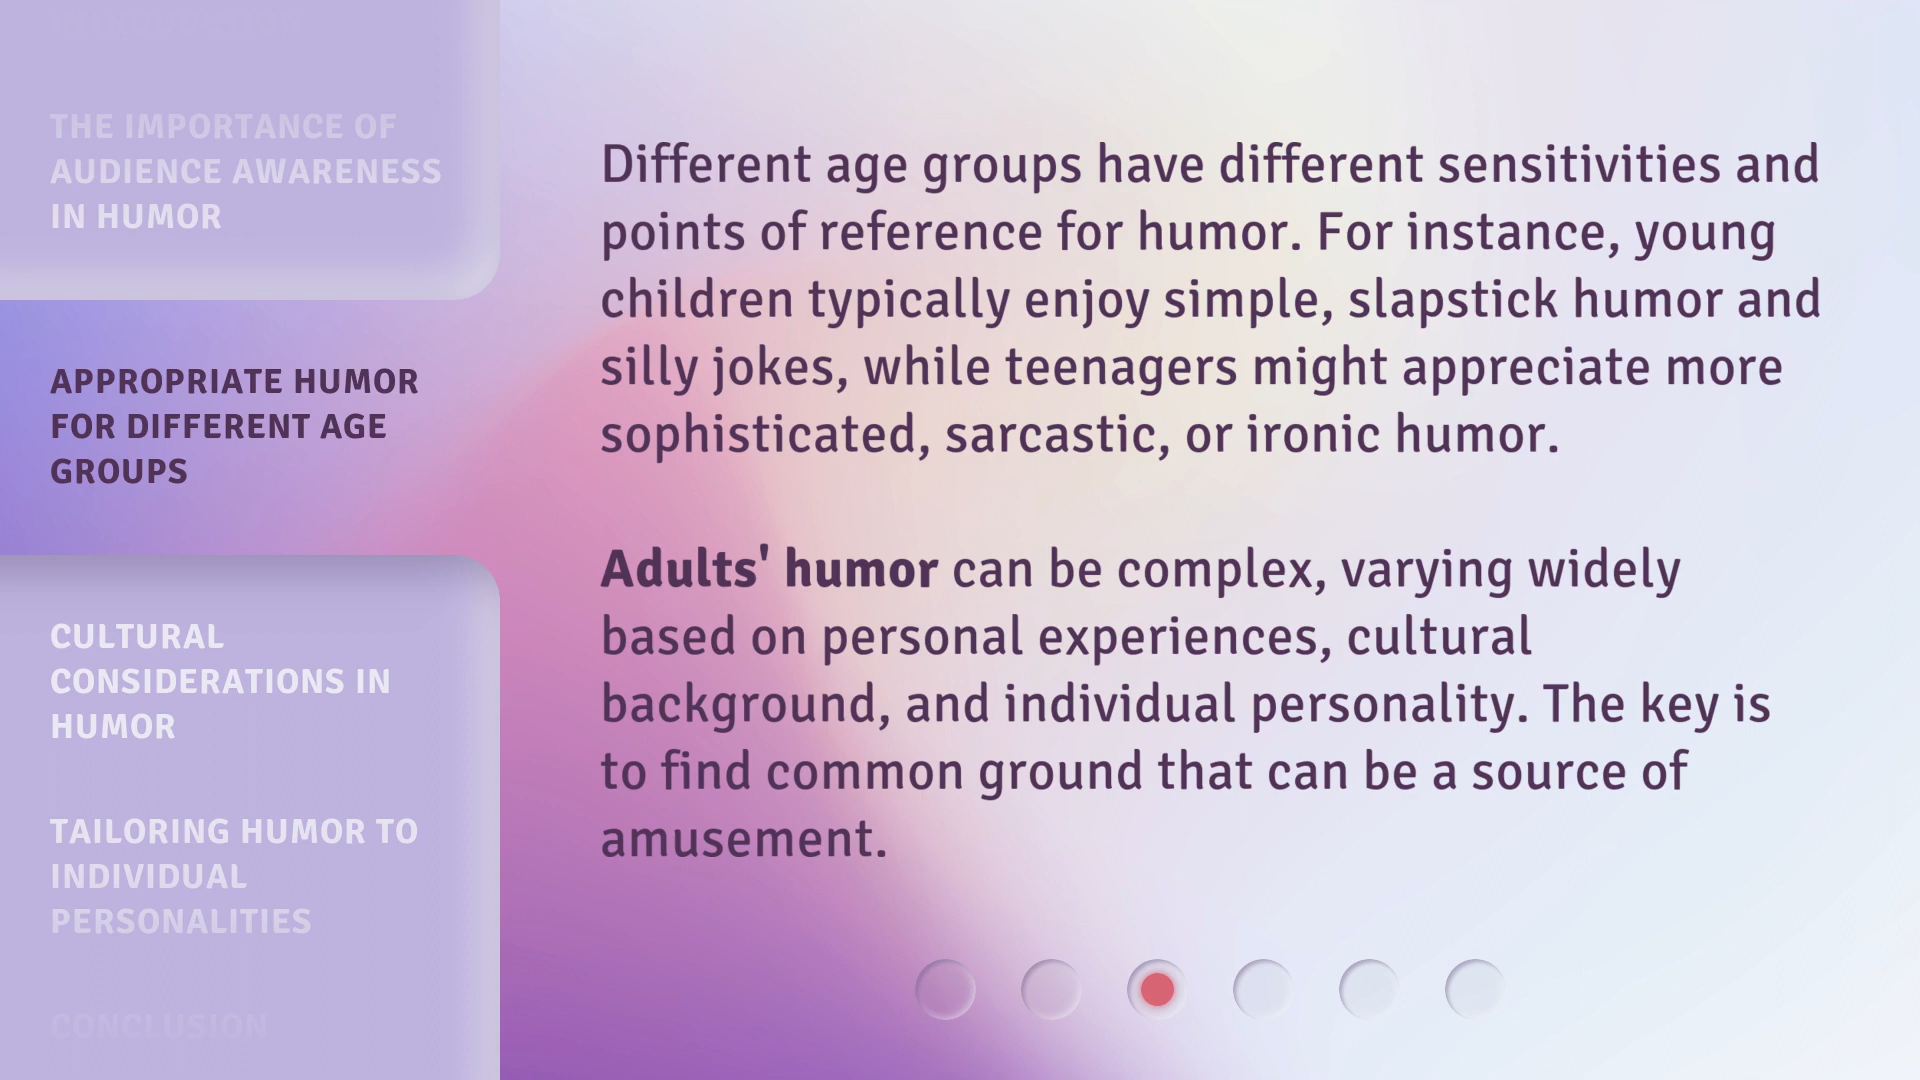 INTRODUCTION
THE IMPORTANCE OF
AUDIENCE AWARENESS
IN HUMOR
APPROPRIATE HUMOR
FOR DIFFERENT AGE
GROUPS
CULTURAL
CONSIDERATIONS IN
HUMOR
TAILORING HUMOR TO
INDIVIDUAL
PERSONALITIES
CONCLUSION
Different age groups have different sensitivities and
points of reference for humor. For instance, young
children typically enjoy simple, slapstick humor and
silly jokes, while teenagers might appreciate more
sophisticated, sarcastic, or ironic humor.
Adults' humor can be complex, varying widely
based on personal experiences, cultural
background, and individual personality. The key is
to find common ground that can be a source of
amusement.